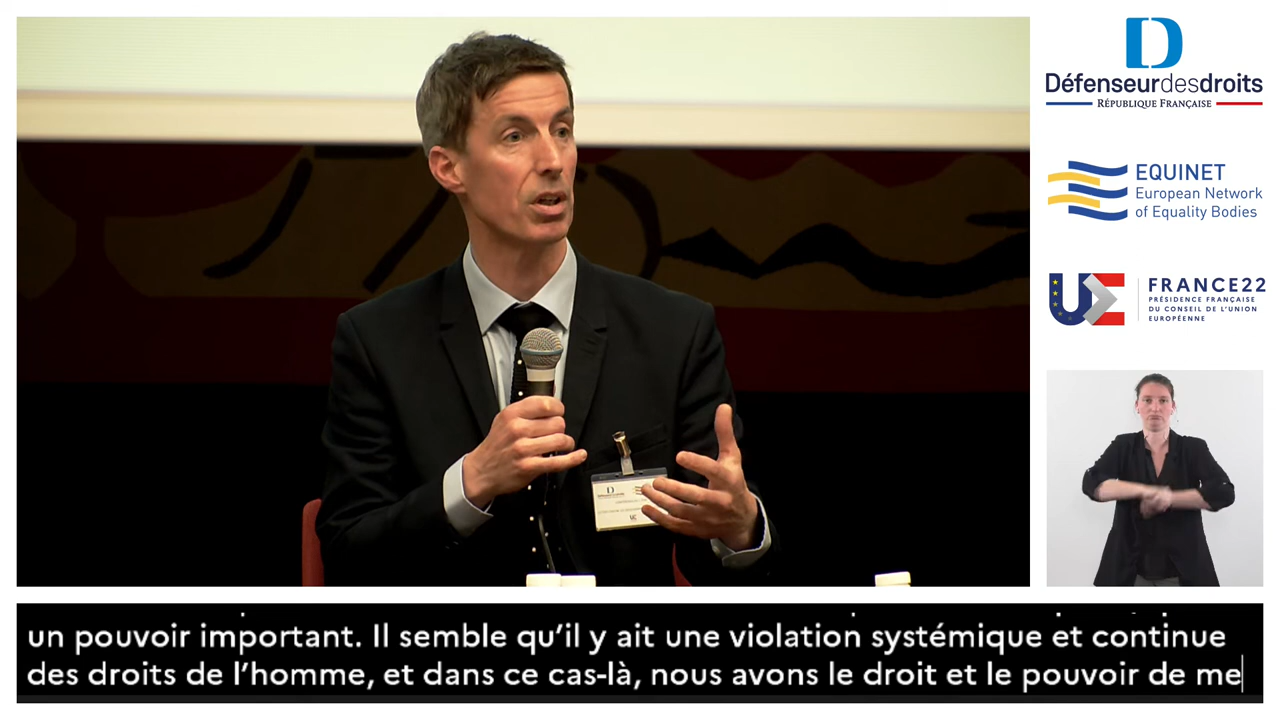 D
Défenseurdesdroits
RÉPUBLIQUE FRANÇAISE
EQUINET
European Network
of Equality Bodies
UE
FRANCE22
PRÉSIDENCE FRANÇAISE
DU CONSEIL DE L'UNION
EUROPÉENNE
un pouvoir important. Il semble qu'il y ait une violation systémique et continue
des droits de l'homme, et dans ce cas-là, nous avons le droit et le pouvoir de me